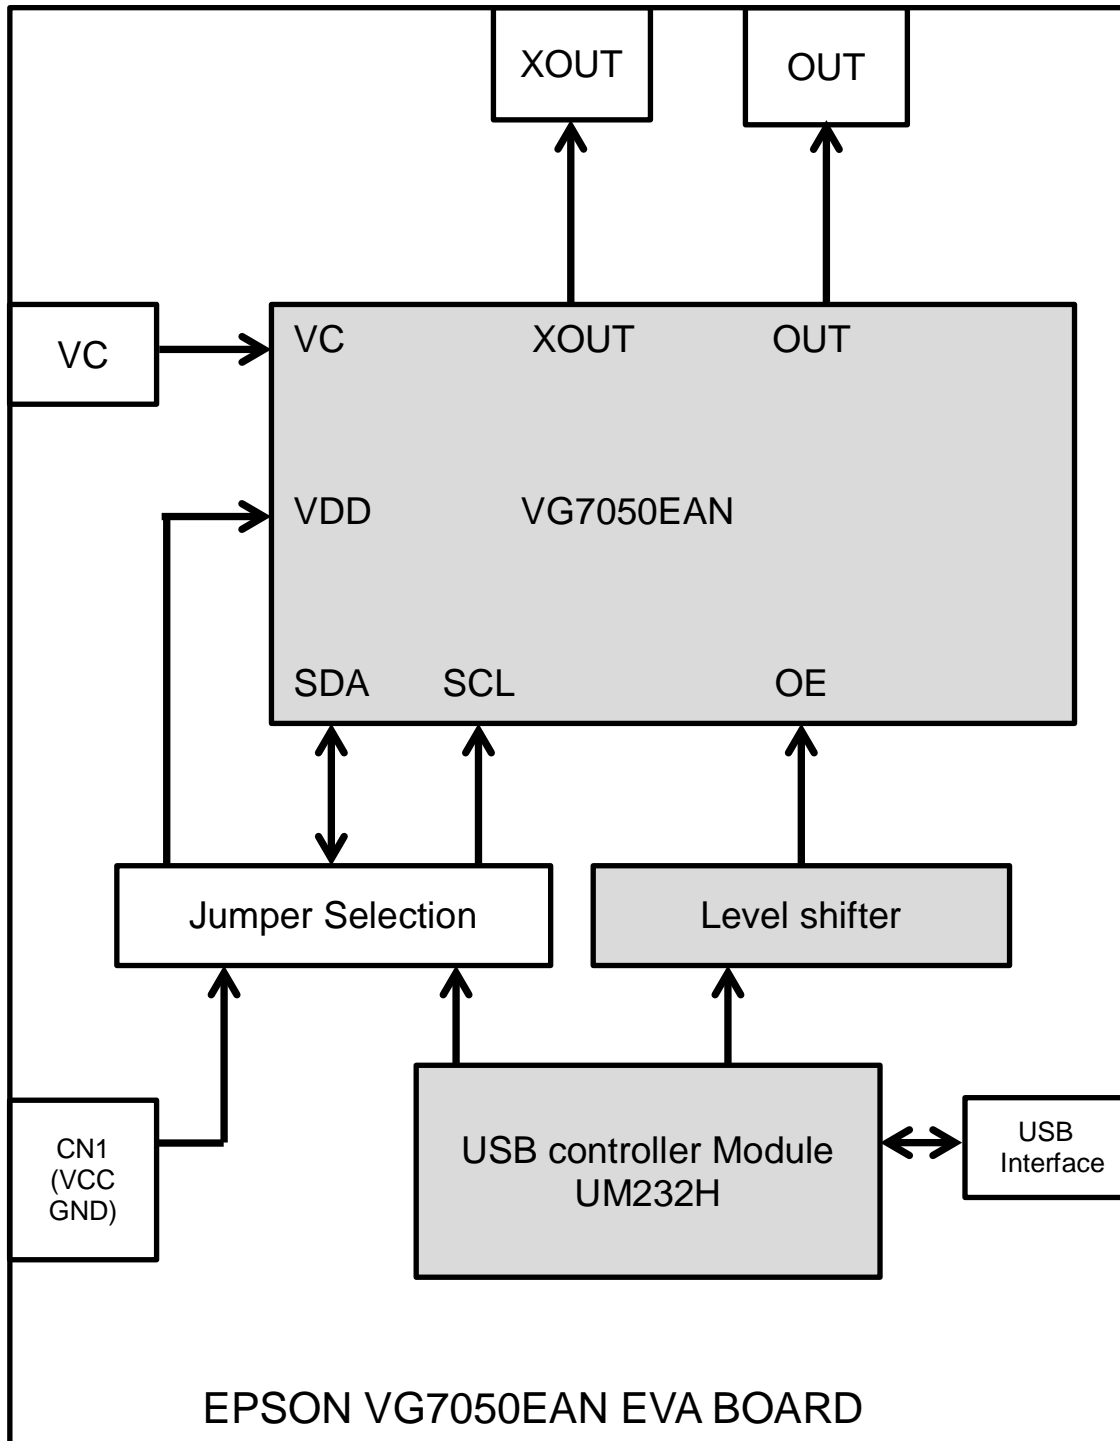 XOUT
OUT
VC
VC
XOUT
OUT
VDD
VG7050EAN
SDA
SCL
OE
Jumper Selection
Level shifter
CN1
(VCC
GND)
USB controller Module
UM232H
USB
Interface
EPSON VG7050EAN EVA BOARD